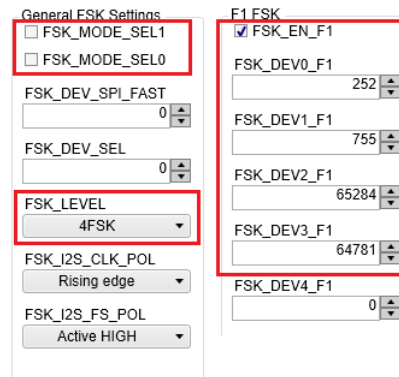 General FSK Settings
FSK_MODE_SEL1
FSK_MODE_SEL0
FSK_DEV_SPI_FAST
0
FSK_DEV_SEL
0
FSK_LEVEL
4FSK
FSK_I2S_CLK_POL
Rising edge
FSK_I2S_FS_POL
Active HIGH
F1 FSK
FSK_EN_F1
FSK_DEV0_F1
252
FSK_DEV1_F1
755
FSK_DEV2_F1
65284
FSK_DEV3_F1
64781
FSK_DEV4_F1
0